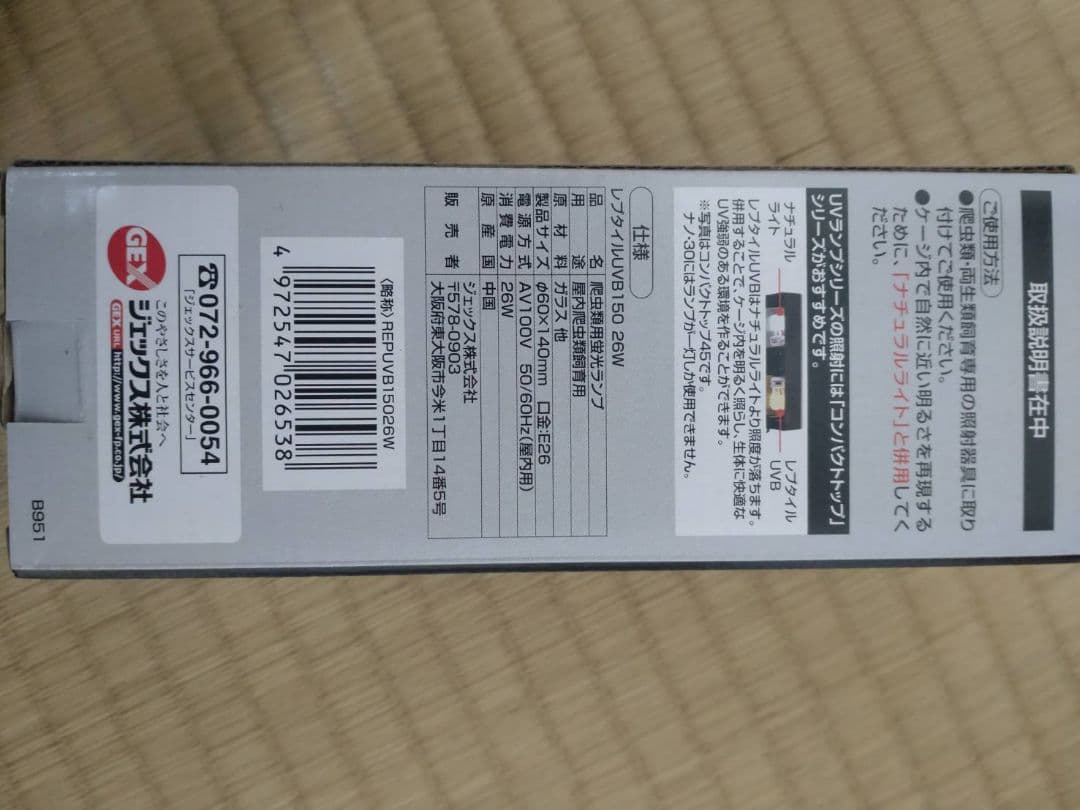 取扱説明書在中
ご使用方法
●爬虫類・両生類飼育専用の照射器具に取り
付けてご使用ください。
●ケージ内で自然に近い明るさを再現する
ために、「ナチュラルライト」と併用してく
ださい。
UVランプシリーズの照射には「コンパクトトップ」
シリーズがおすすめです。
ナチュラル
ライト
レプタイル
UVB
レプタイルUVBはナチュラルライトより照度が落ちます。
併用することで、ケージ内を明るく照らし、生体に快適な
UV強弱のある環境を作ることができます。
※写真はコンパクトトップ45です。
ナノ・30にはランプが一灯しか使用できません。
仕様
レプタイルUVB150 26W
品名 爬虫類用蛍光ランプ
用途 屋内爬虫類飼育用
原材料 ガラス 他
製品サイズ φ60×140mm 口金:E26
電源方式 AV100V 50/60Hz(屋内用)
消費電力 26W
原産国 中国
販売者 ジェックス株式会社
〒578-0903
大阪府東大阪市今米1丁目14番5号
〈略称〉REPUVB15026W
4 972547 026538
☎072-966-0054
「ジェックスサービスセンター」
このやさしさを人と社会へ
GEX ジェックス株式会社
GEX URL http://www.gex-fp.co.jp/
B951